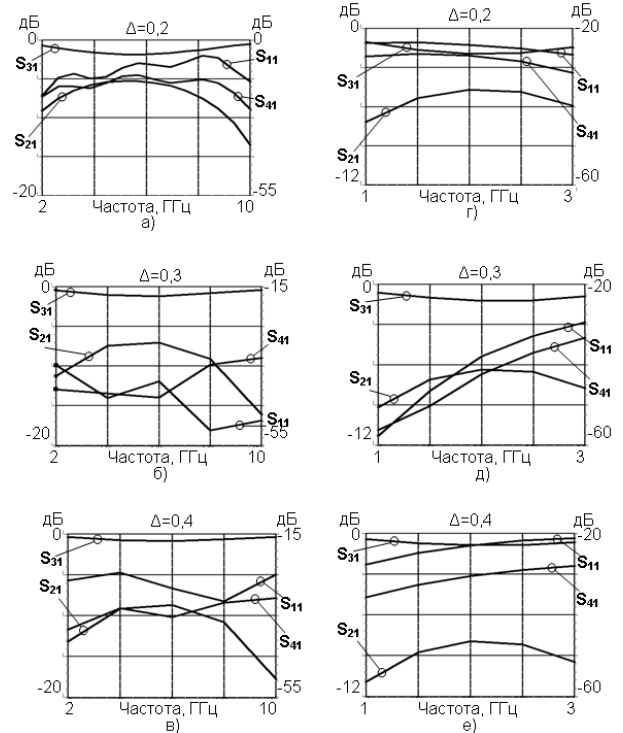 дБ Δ=0,2 дБ
0 0
S31 S11
S41
S21
-20 -55
2 Частота, ГГц 10
а)
дБ Δ=0,2 дБ
-20
S31
S11
S41
S21
-12 -60
1 Частота, ГГц 3
г)
дБ Δ=0,3 дБ
0 -15
S31
S21 S41
S11
-20 -55
2 Частота, ГГц 10
б)
дБ Δ=0,3 дБ
0 -20
S31
S11
S21 S41
-12 -60
1 Частота, ГГц 3
д)
дБ Δ=0,4 дБ
0 -15
S31
S21 S11
S41
-20 -55
2 Частота, ГГц 10
в)
дБ Δ=0,4 дБ
0 -20
S31 S11
S41
S21
-12 -60
1 Частота, ГГц 3
е)